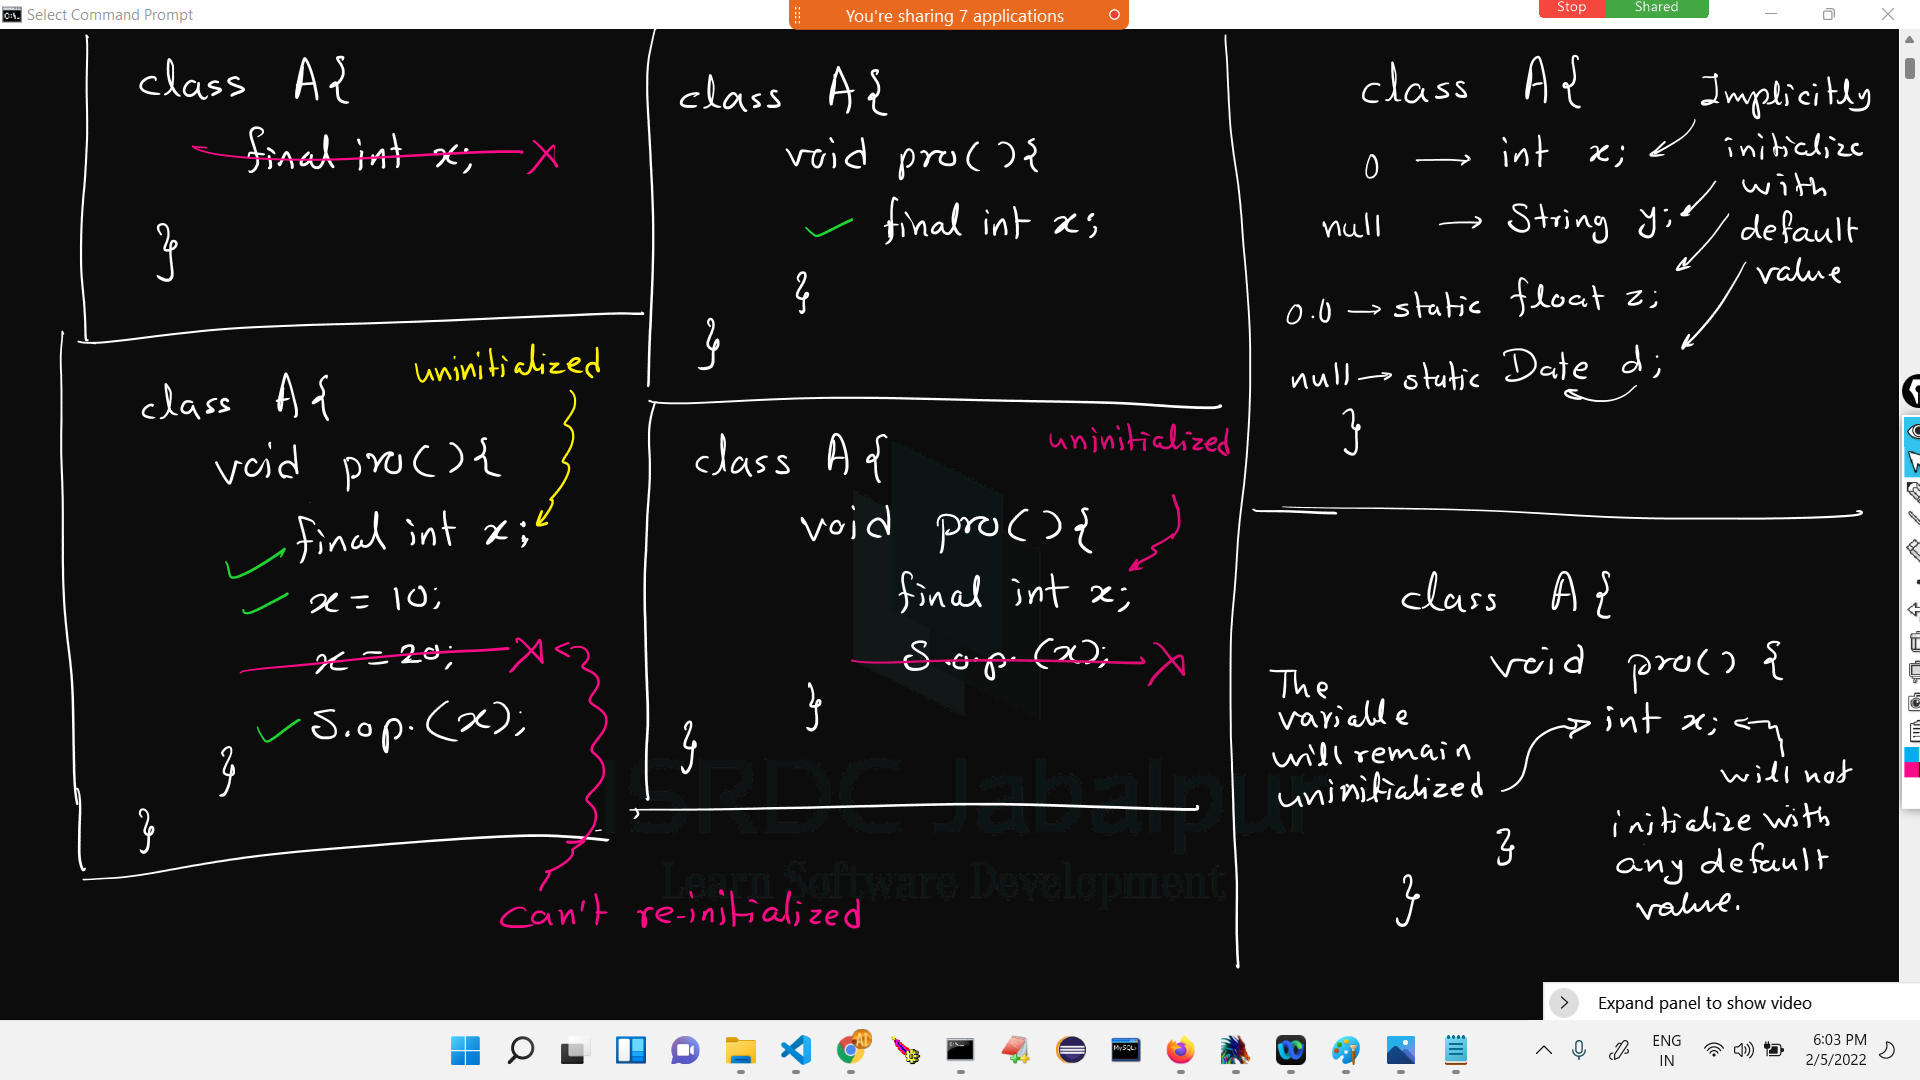 Select Command Prompt
You're sharing 7 applications
Stop
Shared
class A{
final int x; X
}
class A{
void pro(){
final int x;
}
}
class A{
0 → int x;
null → String y;
0.0 → static float z;
null → static Date d;
}
Implicitly
initialize
with
default
value
uninitialized
class A{
void pro(){
final int x;
x = 10;
x = 20; X
S.o.p.(x);
}
}
can't re-initialized
uninitialized
class A{
void pro(){
final int x;
S.o.p.(x); X
}
}
class A{
void pro() {
int x;
}
}
The
variable
will remain
uninitialized
will not
initialize with
any default
value.
ISRDC Jabalpur
Learn Software Development
Expand panel to show video
ENG
IN
6:03 PM
2/5/2022